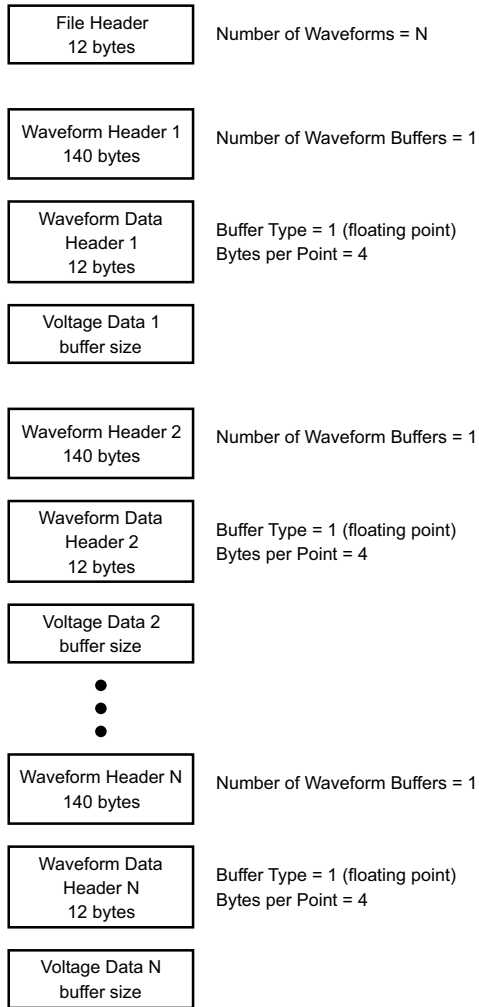 File Header
12 bytes
Number of Waveforms = N
Waveform Header 1
140 bytes
Number of Waveform Buffers = 1
Waveform Data
Header 1
12 bytes
Buffer Type = 1 (floating point)
Bytes per Point = 4
Voltage Data 1
buffer size
Waveform Header 2
140 bytes
Number of Waveform Buffers = 1
Waveform Data
Header 2
12 bytes
Buffer Type = 1 (floating point)
Bytes per Point = 4
Voltage Data 2
buffer size
Waveform Header N
140 bytes
Number of Waveform Buffers = 1
Waveform Data
Header N
12 bytes
Buffer Type = 1 (floating point)
Bytes per Point = 4
Voltage Data N
buffer size